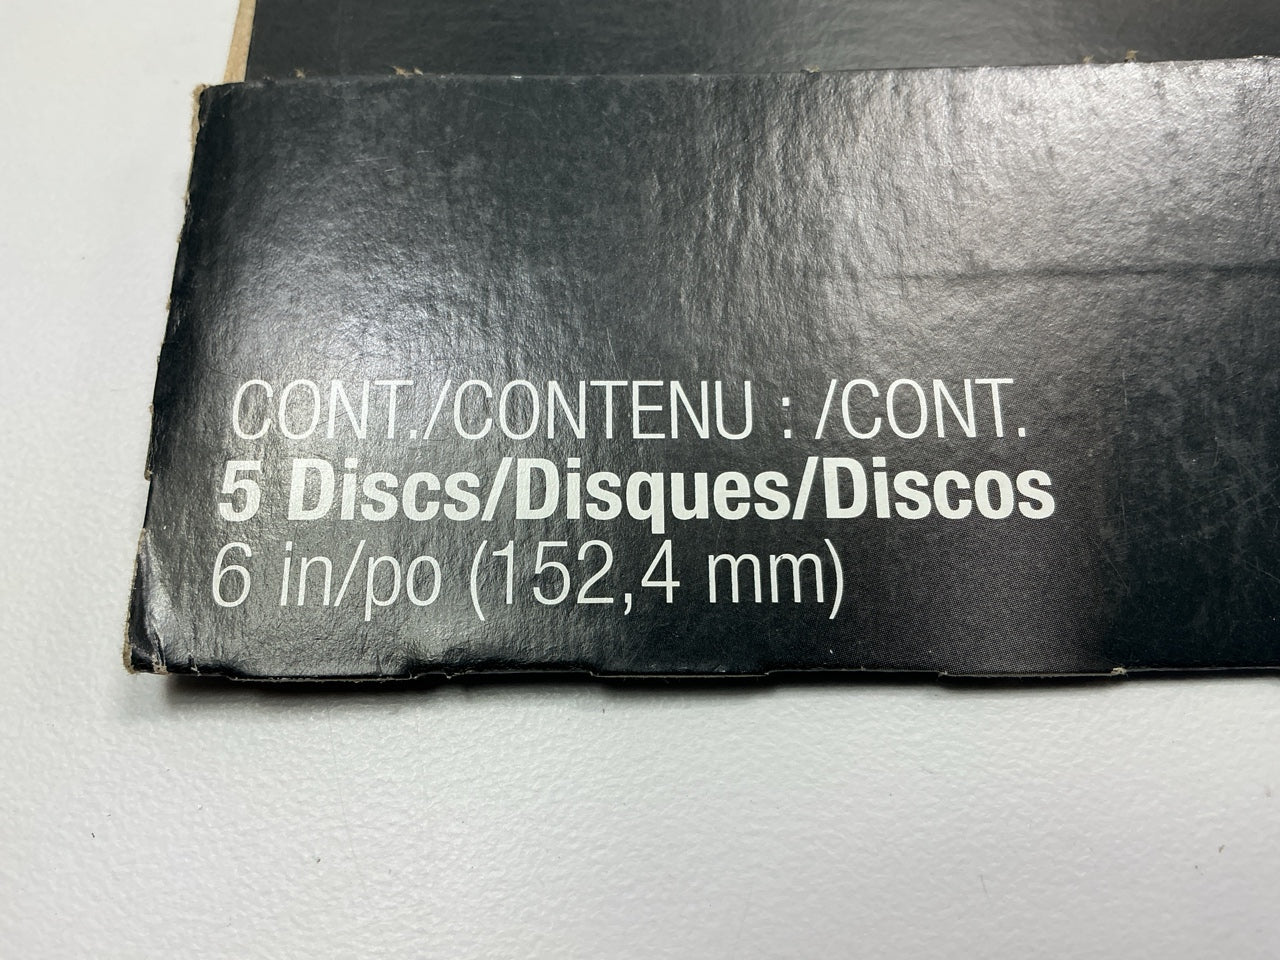 CONT./CONTENU : /CONT.
5 Discs/Disques/Discos
6 in/po (152,4 mm)